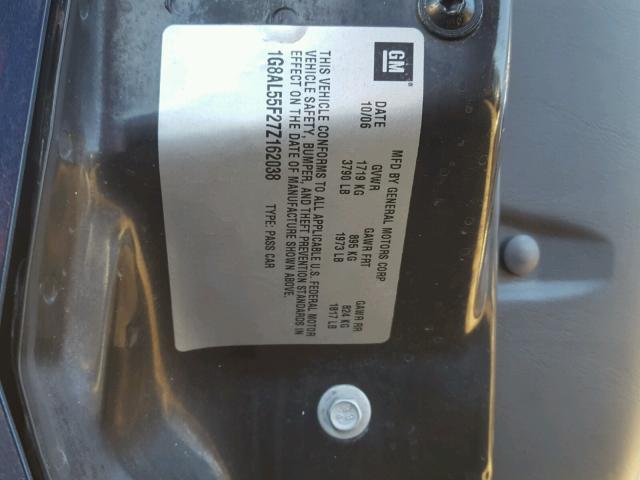 GM
MFD BY GENERAL MOTORS CORP
DATE GVWR GAWR FRT GAWR RR
10/06 1719 KG 895 KG 824 KG
3790 LB 1973 LB 1817 LB
THIS VEHICLE CONFORMS TO ALL APPLICABLE U.S. FEDERAL MOTOR
VEHICLE SAFETY, BUMPER, AND THEFT PREVENTION STANDARDS IN
EFFECT ON THE DATE OF MANUFACTURE SHOWN ABOVE.
1G8AL55F27Z162038 TYPE: PASS CAR